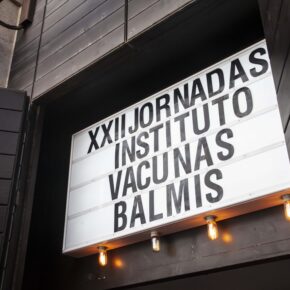 XXII JORNADAS
INSTITUTO
VACUNAS
BALMIS